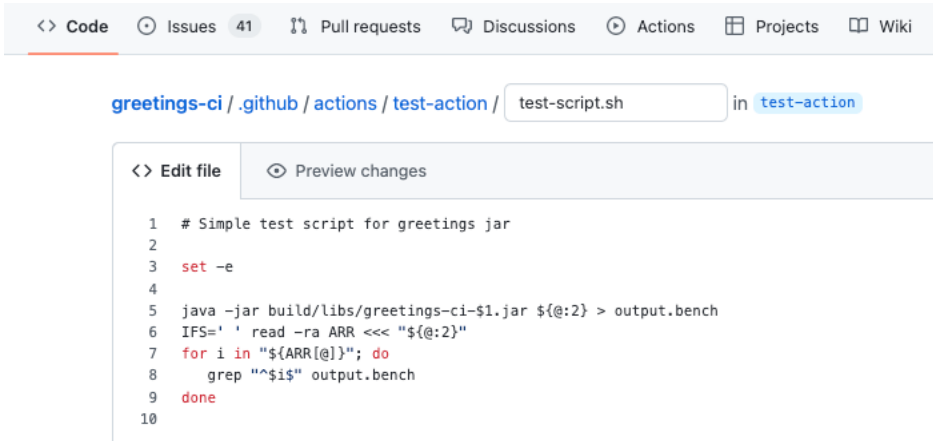 <> Code Issues 41 Pull requests Discussions Actions Projects Wiki
greetings-ci / .github / actions / test-action / test-script.sh in test-action
<> Edit file Preview changes
1 # Simple test script for greetings jar
2
3 set -e
4
5 java -jar build/libs/greetings-ci-$1.jar ${@:2} > output.bench
6 IFS=' ' read -ra ARR <<< "${@:2}"
7 for i in "${ARR[@]}"; do
8    grep "^$i$" output.bench
9 done
10